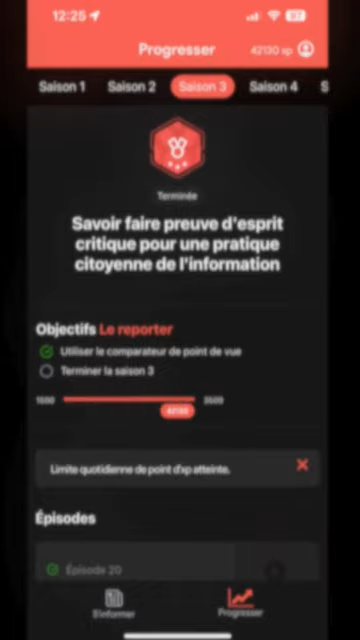 12:25
Progresser
42130 xp
Saison 1 Saison 2 Saison 3 Saison 4 S
Terminée
Savoir faire preuve d'esprit
critique pour une pratique
citoyenne de l'information
Objectifs Le reporter
Utiliser le comparateur de point de vue
Terminer la saison 3
1500 3500
42130
Limite quotidienne de point d'xp atteinte.
Épisodes
Épisode 20
S'informer Progresser